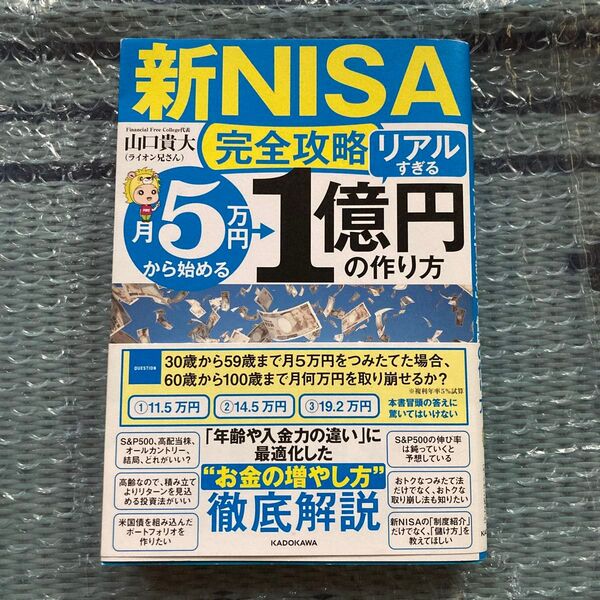 新NISA
Financial Free College代表
山口貴大
(ライオン兄さん)
完全攻略
リアル
すぎる
月5万円
から始める
→1億円
の作り方
QUESTION
30歳から59歳まで月5万円をつみたてた場合、
60歳から100歳まで月何万円を取り崩せるか?
※複利年率5%試算
①11.5万円
②14.5万円
③19.2万円
本書冒頭の答えに
驚いてはいけない
S&P500、高配当株、
オールカントリー、
結局、どれがいい?
高齢なので、積み立て
よりリターンを見込
める投資法がいい
米国債を組み込んだ
ポートフォリオを
作りたい
「年齢や入金力の違い」に
最適化した
"お金の増やし方"
徹底解説
KADOKAWA
S&P500の伸び率
は鈍っていくと
予想している
おトクなつみたて法
だけでなく、おトクな
取り崩し法も知りたい
新NISAの「制度紹介」
だけでなく、「儲け方」を
教えてほしい